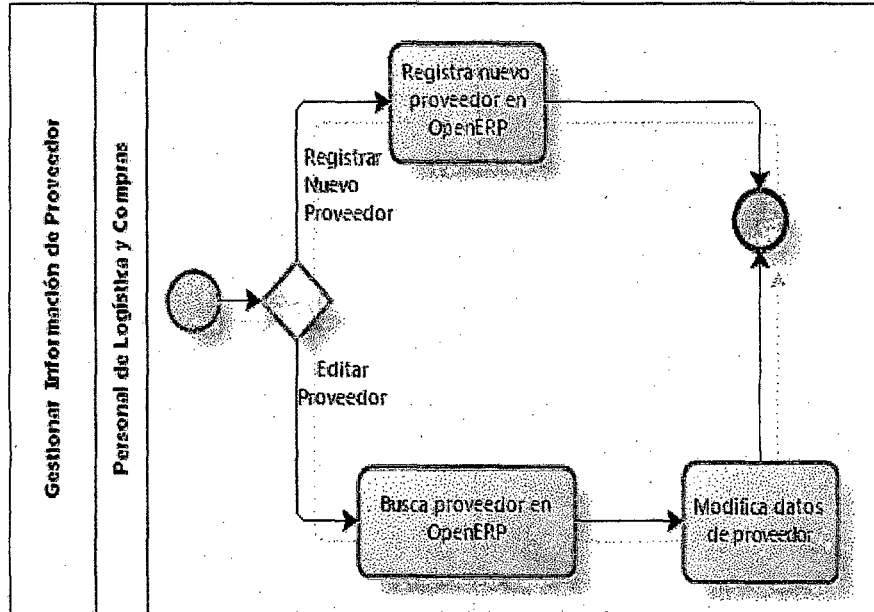 Gestionar Información de Proveedor
Personal de Logística y Compras
Registra nuevo
proveedor en
OpenERP
Registrar
Nuevo
Proveedor
Editar
Proveedor
Busca proveedor en
OpenERP
Modifica datos
de proveedor